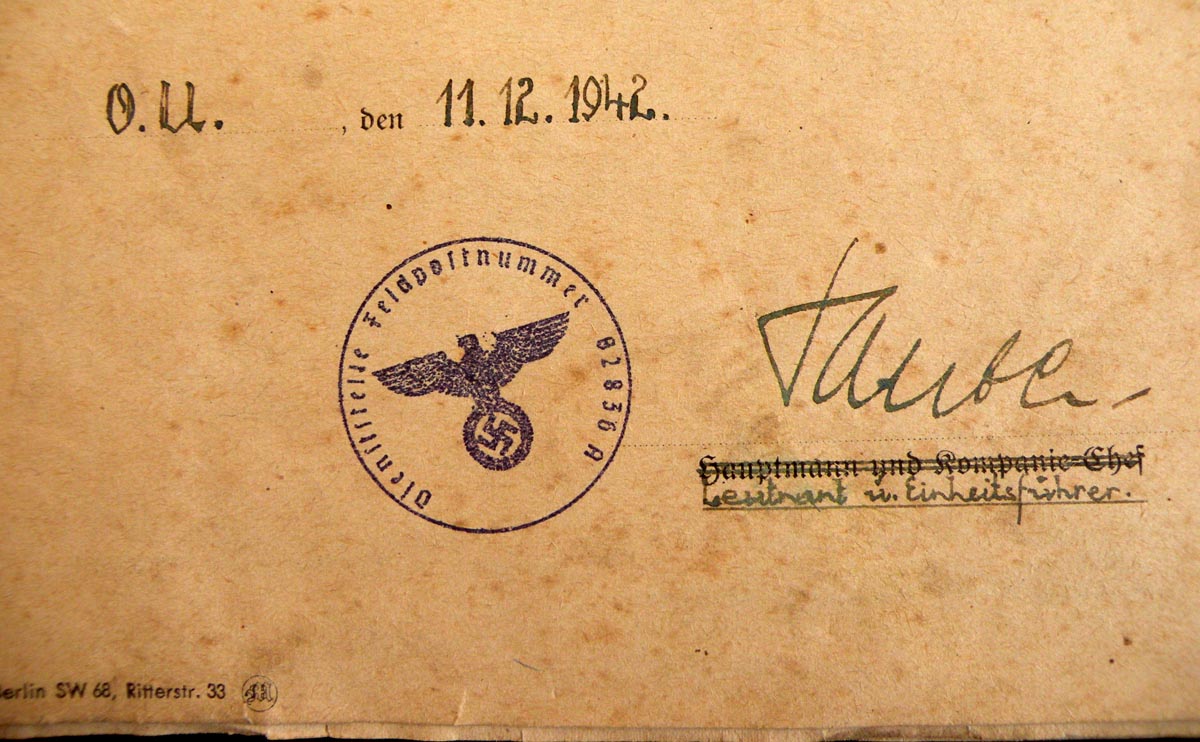 O.U. , den 11. 12. 1942.
Dienststelle Feldpostnummer 02836 A
Hauptmann und Kompanie=Chef
Leutnant u. Einheitsführer.
Berlin SW 68, Ritterstr. 33